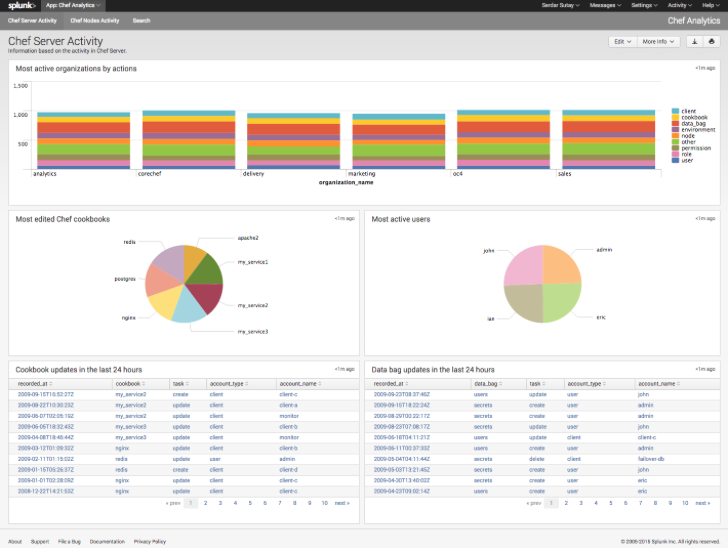 splunk> App: Chef Analytics Serdar Sutay Messages Settings Activity Help
Chef Server Activity Chef Nodes Activity Search Chef Analytics
Chef Server Activity Edit More Info
Information based on the activity in Chef Server.
Most active organizations by actions <1m ago
1,500
1,000
500
client
cookbook
data_bag
environment
node
other
permission
role
user
analytics corechef delivery marketing oc4 sales
organization_name
Most edited Chef cookbooks <1m ago
redis apache2
my_service1
postgres
my_service2
nginx
my_service3
Most active users <1m ago
john admin
ian eric
Cookbook updates in the last 24 hours <1m ago
recorded_at cookbook task account_type account_name
2009-09-15T16:52:27Z my_service2 create client client-c
2009-08-22T10:30:23Z my_service2 update client client-a
2009-06-07T02:05:19Z my_service2 update client monitor
2009-06-05T18:32:43Z my_service3 update client client-b
2009-04-08T18:46:44Z my_service3 update client monitor
2009-03-12T01:09:32Z nginx update client client-b
2009-02-11T01:15:02Z redis update user admin
2009-01-15T05:26:37Z redis create client client-d
2009-01-01T02:28:09Z nginx update client client-c
2008-12-22T14:21:53Z nginx update client client-c
« prev 1 2 3 4 5 6 7 8 9 10 next »
Data bag updates in the last 24 hours <1m ago
recorded_at data_bag task account_type account_name
2009-09-23T08:37:46Z users update user john
2009-09-15T18:22:24Z secrets create user admin
2009-08-29T00:22:17Z secrets create user admin
2009-08-23T07:08:17Z secrets update user john
2009-06-18T04:11:21Z users update client client-c
2009-06-11T00:37:33Z users create user admin
2009-05-04T04:11:44Z secrets delete client failover-db
2009-05-03T13:21:45Z secrets create user john
2009-04-30T13:40:02Z secrets create user eric
2009-04-23T09:02:14Z users create user eric
« prev 1 2 3 4 5 6 7 8 9 10 next »
About Support File a Bug Documentation Privacy Policy © 2005-2015 Splunk Inc. All rights reserved.